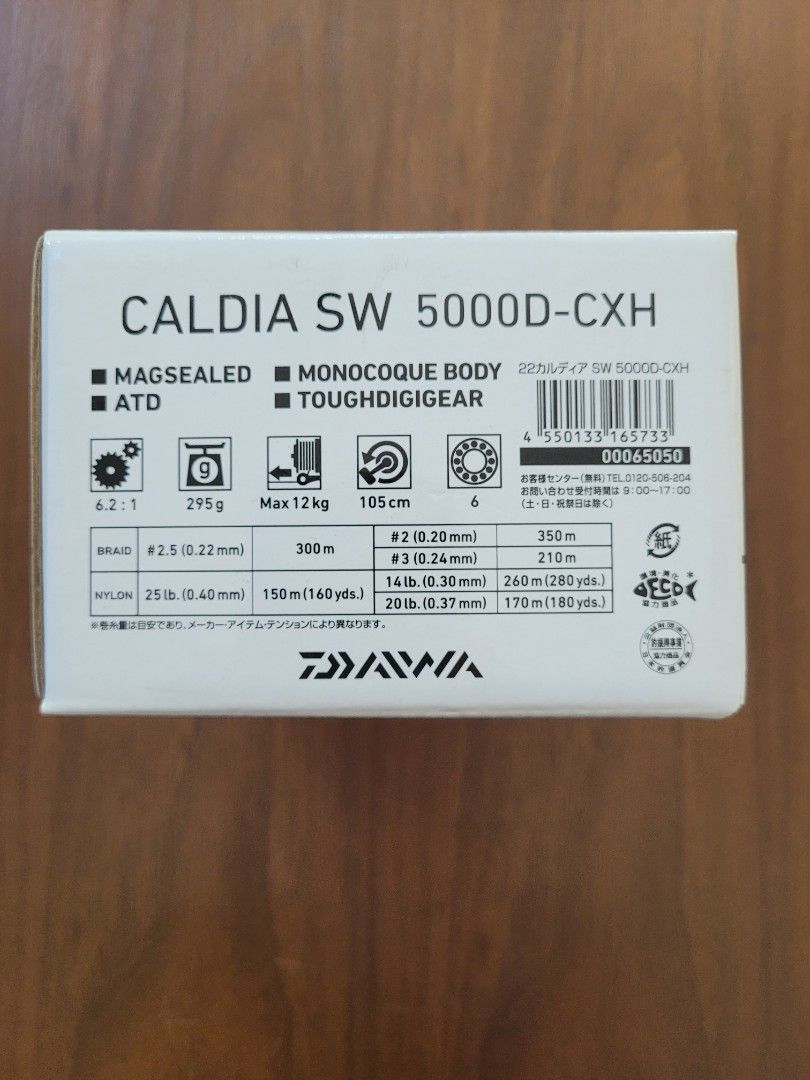 CALDIA SW 5000D-CXH
■ MAGSEALED ■ MONOCOQUE BODY
■ ATD ■ TOUGHDIGIGEAR
22カルディア SW 5000D-CXH
4 550133 165733
00065050
お客様センター(無料)TEL.0120-506-204
お問い合わせ受付時間は 9:00〜17:00
(土・日・祝祭日は除く)
g
6.2 : 1 295g Max 12kg 105cm 6
BRAID #2.5 (0.22mm) 300m #2 (0.20mm) 350m
#3 (0.24mm) 210m
NYLON 25lb. (0.40mm) 150m (160yds.) 14lb. (0.30mm) 260m (280yds.)
20lb. (0.37mm) 170m (180yds.)
※巻糸量は目安であり、メーカー・アイテム・テンションにより異なります。
紙
DECO
協力商品
DAIWA